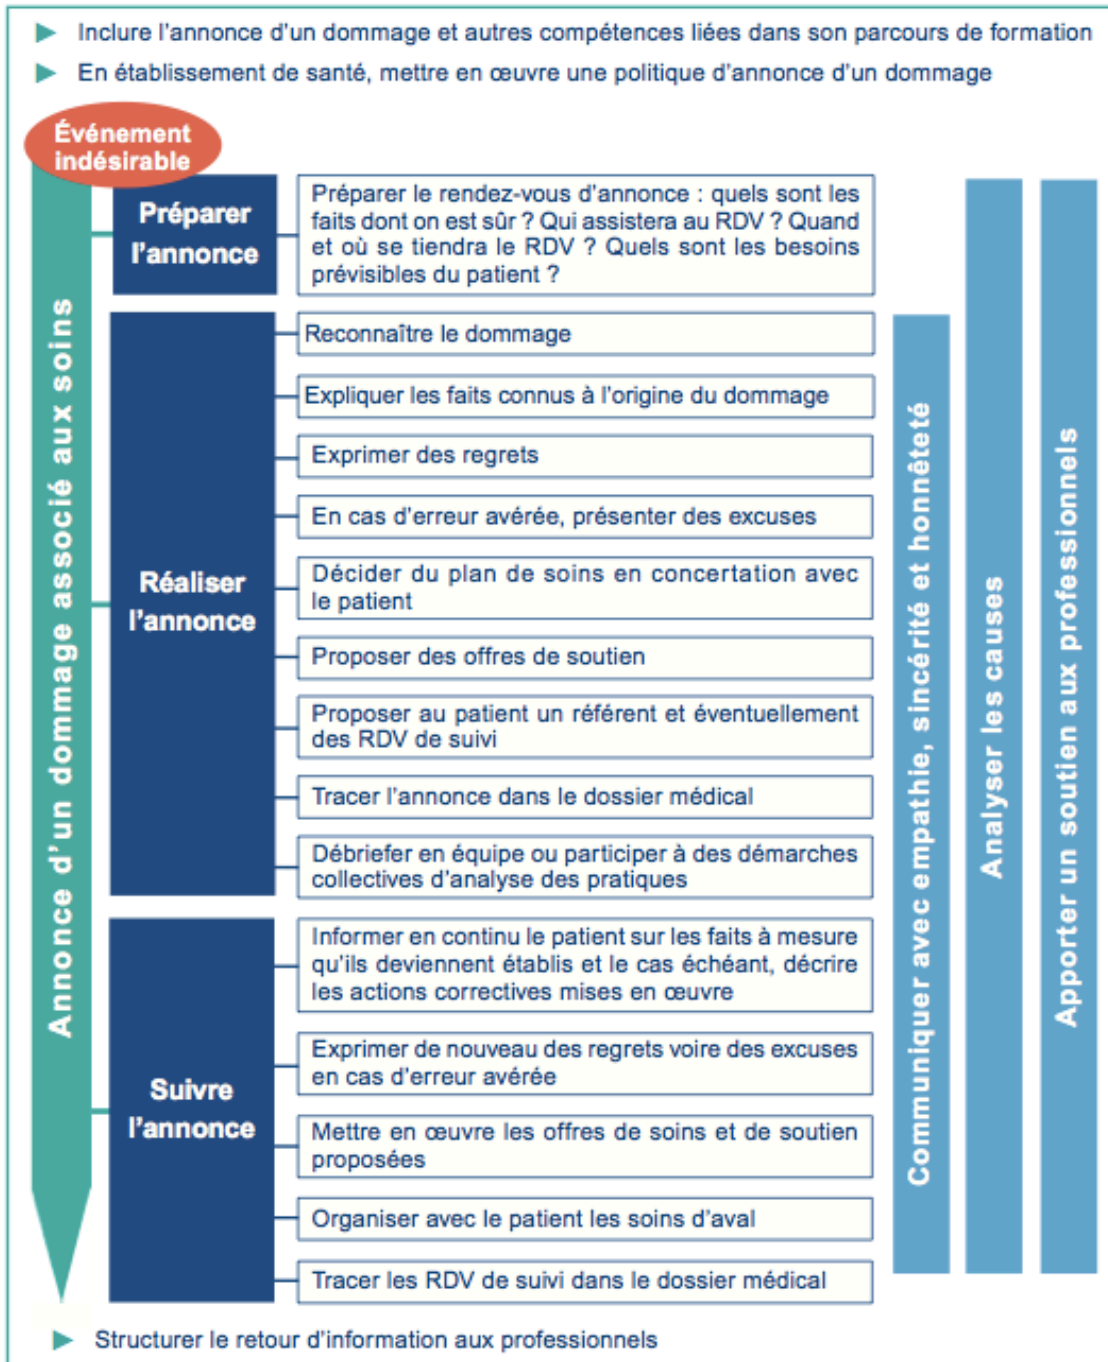 Inclure l'annonce d'un dommage et autres compétences liées dans son parcours de formation
En établissement de santé, mettre en œuvre une politique d'annonce d'un dommage
Événement
indésirable
Annonce d'un dommage associé aux soins
Préparer
l'annonce
Préparer le rendez-vous d'annonce : quels sont les
faits dont on est sûr ? Qui assistera au RDV ? Quand
et où se tiendra le RDV ? Quels sont les besoins
prévisibles du patient ?
Réaliser
l'annonce
Reconnaître le dommage
Expliquer les faits connus à l'origine du dommage
Exprimer des regrets
En cas d'erreur avérée, présenter des excuses
Décider du plan de soins en concertation avec
le patient
Proposer des offres de soutien
Proposer au patient un référent et éventuellement
des RDV de suivi
Tracer l'annonce dans le dossier médical
Débriefer en équipe ou participer à des démarches
collectives d'analyse des pratiques
Suivre
l'annonce
Informer en continu le patient sur les faits à mesure
qu'ils deviennent établis et le cas échéant, décrire
les actions correctives mises en œuvre
Exprimer de nouveau des regrets voire des excuses
en cas d'erreur avérée
Mettre en œuvre les offres de soins et de soutien
proposées
Organiser avec le patient les soins d'aval
Tracer les RDV de suivi dans le dossier médical
Communiquer avec empathie, sincérité et honnêteté
Analyser les causes
Apporter un soutien aux professionnels
Structurer le retour d'information aux professionnels